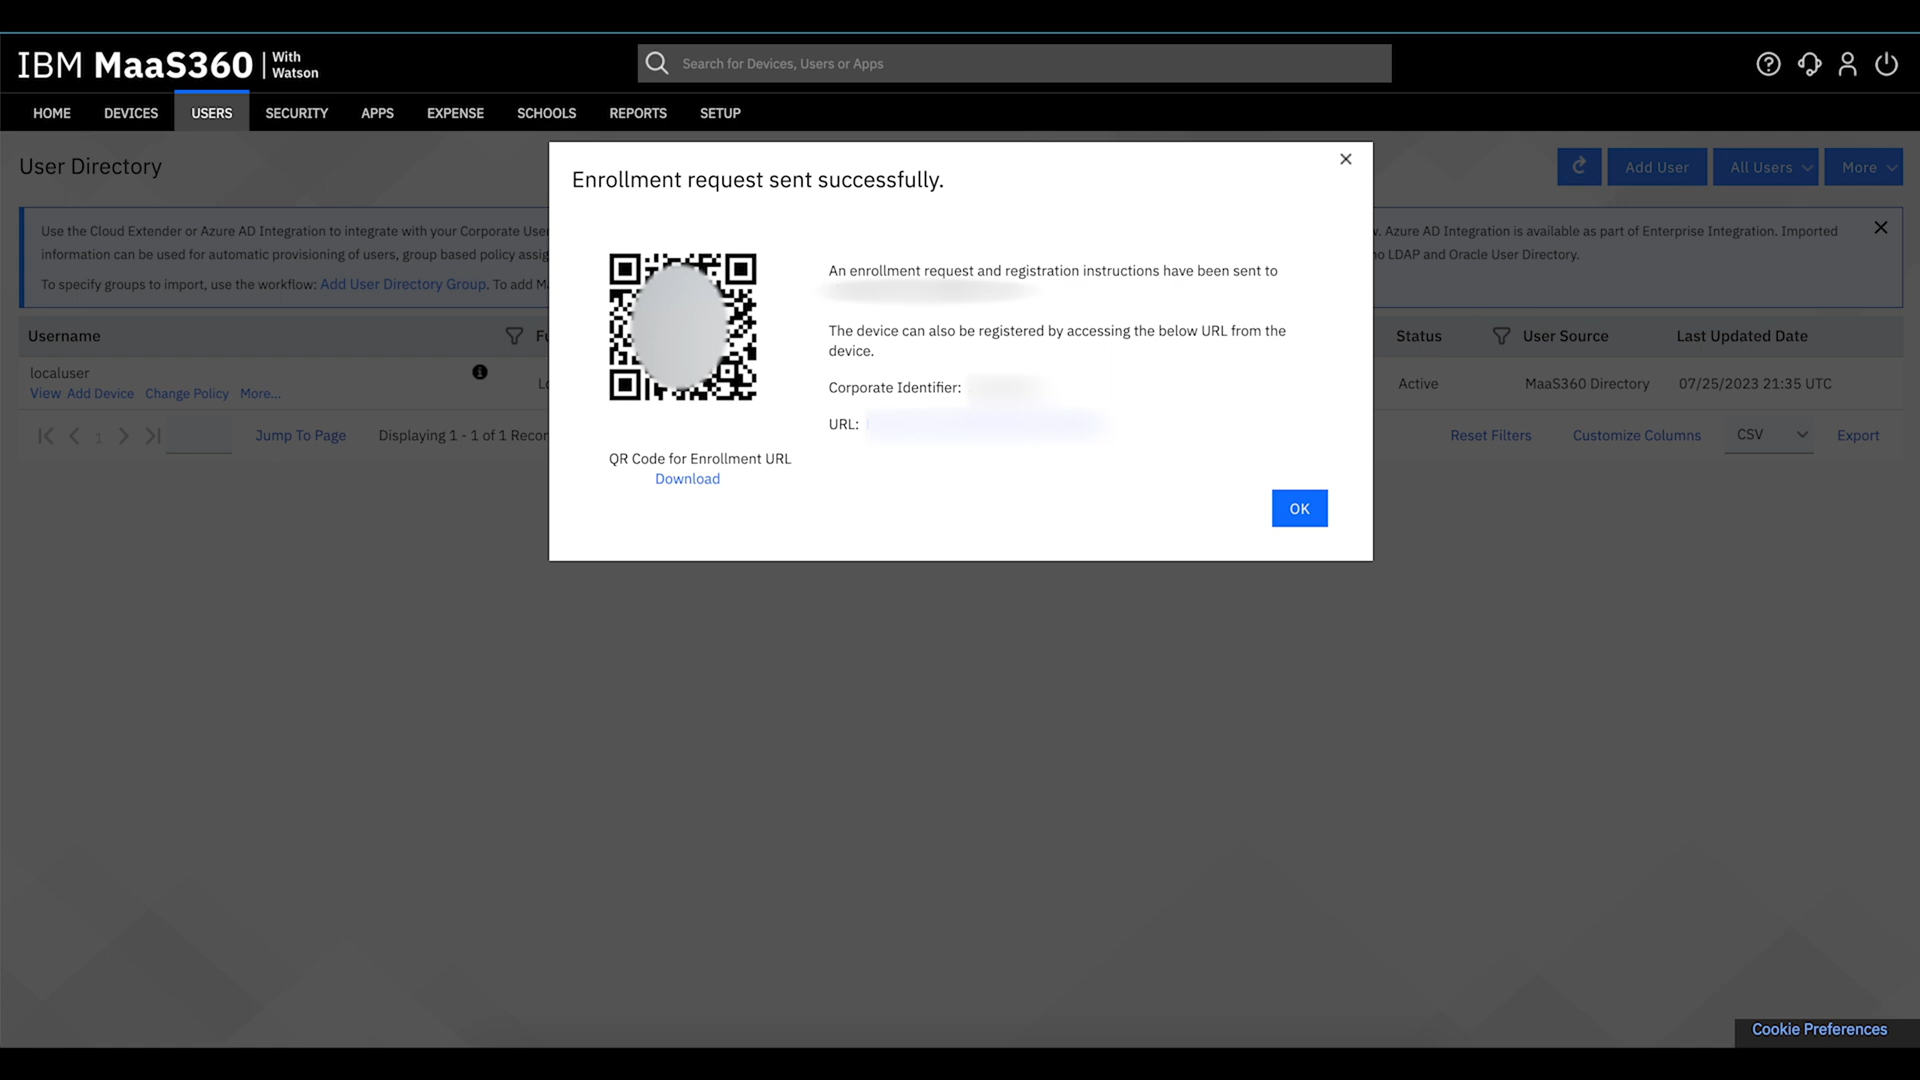 IBM MaaS360 | With
Watson
Search for Devices, Users or Apps
HOME DEVICES USERS SECURITY APPS EXPENSE SCHOOLS REPORTS SETUP
User Directory
Add User All Users More
Use the Cloud Extender or Azure AD Integration to integrate with your Corporate Use
. Azure AD Integration is available as part of Enterprise Integration. Imported
information can be used for automatic provisioning of users, group based policy assig
LDAP and Oracle User Directory.
To specify groups to import, use the workflow: Add User Directory Group. To add M
Username Status User Source Last Updated Date
localuser
View Add Device Change Policy More...
Active MaaS360 Directory 07/25/2023 21:35 UTC
1 Jump To Page Displaying 1 - 1 of 1 Recor
Reset Filters Customize Columns CSV Export
Enrollment request sent successfully.
An enrollment request and registration instructions have been sent to
The device can also be registered by accessing the below URL from the
device.
Corporate Identifier:
URL:
QR Code for Enrollment URL
Download
OK
Cookie Preferences